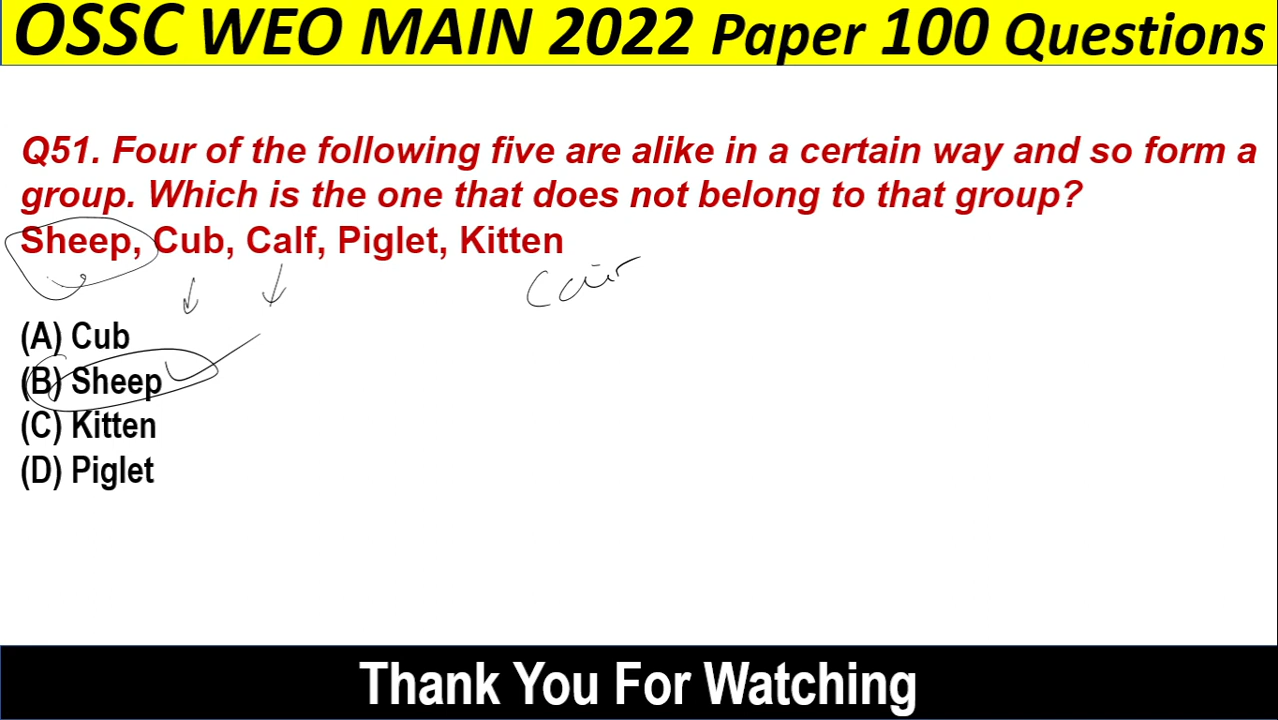 OSSC WEO MAIN 2022 Paper 100 Questions
Q51. Four of the following five are alike in a certain way and so form a
group. Which is the one that does not belong to that group?
Sheep, Cub, Calf, Piglet, Kitten
(A) Cub
(B) Sheep
(C) Kitten
(D) Piglet
Thank You For Watching